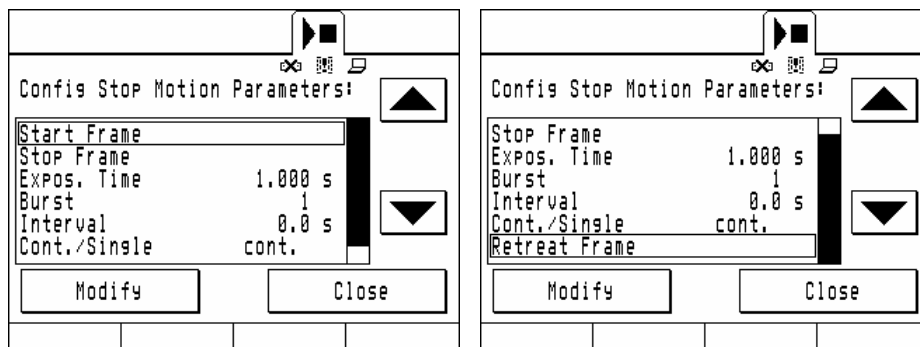 Config Stop Motion Parameters:
Start Frame
Stop Frame
Expos. Time 1.000 s
Burst 1
Interval 0.0 s
Cont./Single cont.
Modify Close
Config Stop Motion Parameters:
Stop Frame
Expos. Time 1.000 s
Burst 1
Interval 0.0 s
Cont./Single cont.
Retreat Frame
Modify Close